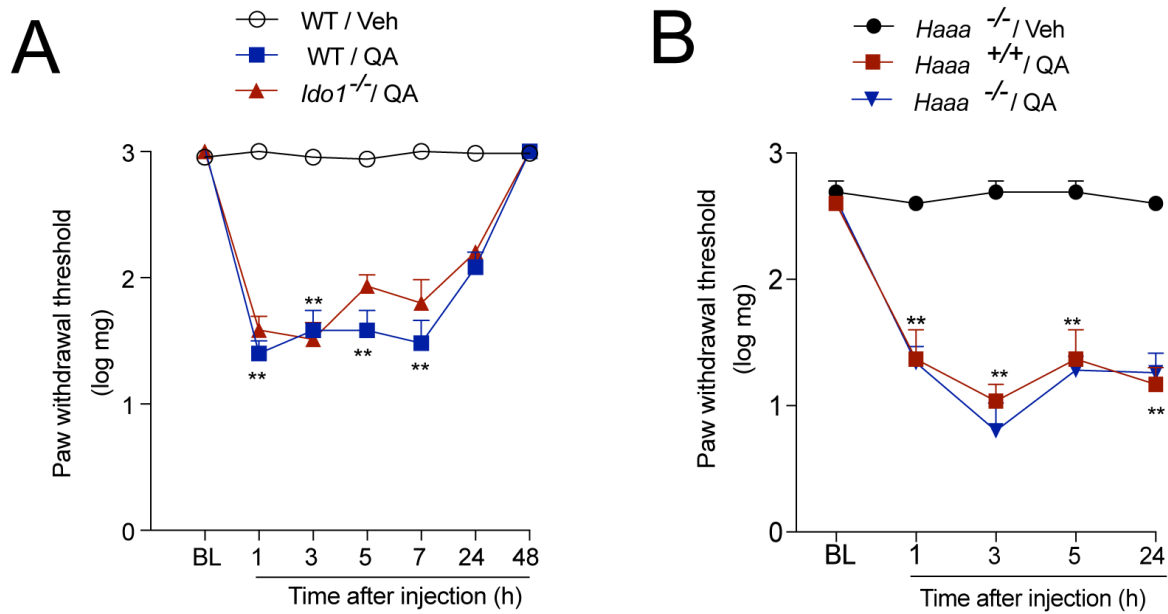 A
WT / Veh
WT / QA
Ido1-/-/ QA
Paw withdrawal threshold
(log mg)
3
2
1
0
**
**
**
**
BL 1 3 5 7 24 48
Time after injection (h)
B
Haaa -/-/ Veh
Haaa +/+/ QA
Haaa -/-/ QA
Paw withdrawal threshold
(log mg)
3
2
1
0
**
**
**
**
BL 1 3 5 24
Time after injection (h)